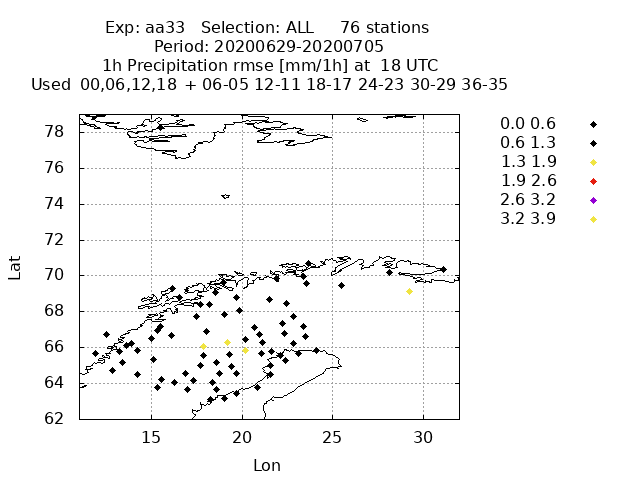 Exp: aa33   Selection: ALL     76 stations
Period: 20200629-20200705
1h Precipitation rmse [mm/1h] at  18 UTC
Used  00,06,12,18 + 06-05 12-11 18-17 24-23 30-29 36-35
0.0 0.6
0.6 1.3
1.3 1.9
1.9 2.6
2.6 3.2
3.2 3.9
78
76
74
72
70
68
66
64
62
Lat
15 20 25 30
Lon